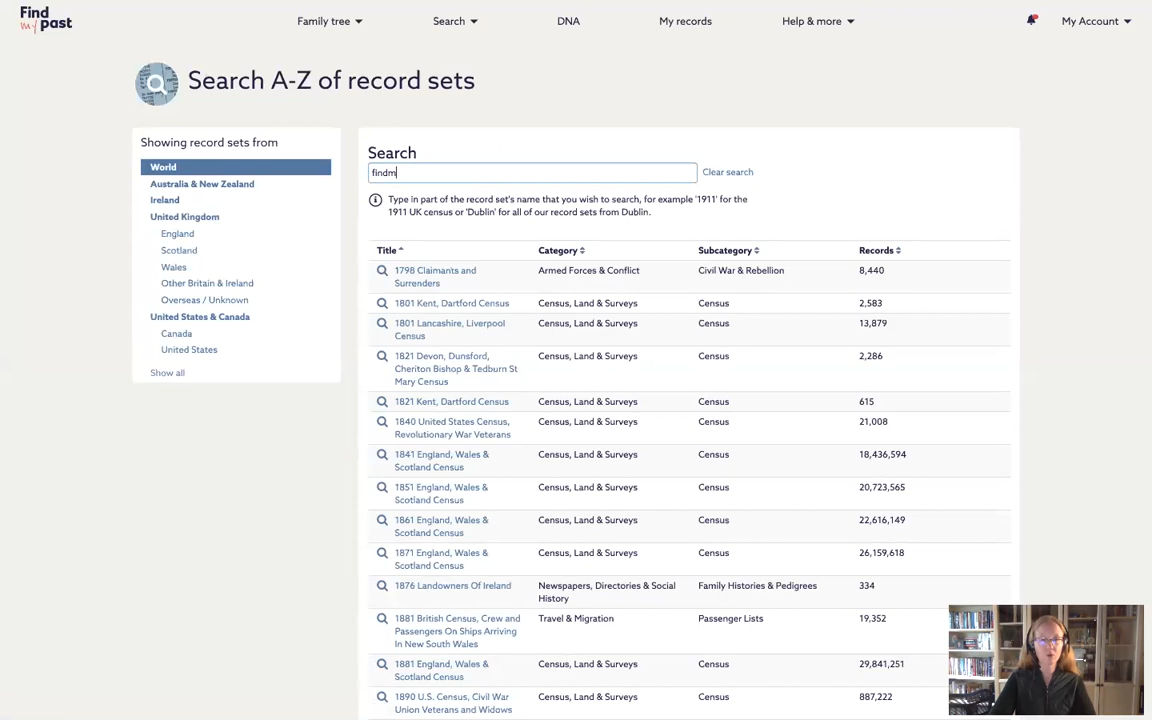 Find my past
Family tree
Search
DNA
My records
Help & more
My Account
Search A-Z of record sets
Showing record sets from
World
Australia & New Zealand
Ireland
United Kingdom
England
Scotland
Wales
Other Britain & Ireland
Overseas / Unknown
United States & Canada
Canada
United States
Show all
Search
findm
Clear search
Type in part of the record set's name that you wish to search, for example '1911' for the
1911 UK census or 'Dublin' for all of our record sets from Dublin.
Title Category Subcategory Records
1798 Claimants and Armed Forces & Conflict Civil War & Rebellion 8,440
Surrenders
1801 Kent, Dartford Census Census, Land & Surveys Census 2,583
1801 Lancashire, Liverpool Census, Land & Surveys Census 13,879
Census
1821 Devon, Dunsford, Census, Land & Surveys Census 2,286
Cheriton Bishop & Tedburn St
Mary Census
1821 Kent, Dartford Census Census, Land & Surveys Census 615
1840 United States Census, Census, Land & Surveys Census 21,008
Revolutionary War Veterans
1841 England, Wales & Census, Land & Surveys Census 18,436,594
Scotland Census
1851 England, Wales & Census, Land & Surveys Census 20,723,565
Scotland Census
1861 England, Wales & Census, Land & Surveys Census 22,616,149
Scotland Census
1871 England, Wales & Census, Land & Surveys Census 26,159,618
Scotland Census
1876 Landowners Of Ireland Newspapers, Directories & Social Family Histories & Pedigrees 334
History
1881 British Census, Crew and Travel & Migration Passenger Lists 19,352
Passengers On Ships Arriving
In New South Wales
1881 England, Wales & Census, Land & Surveys Census 29,841,251
Scotland Census
1890 U.S. Census, Civil War Census, Land & Surveys Census 887,222
Union Veterans and Widows